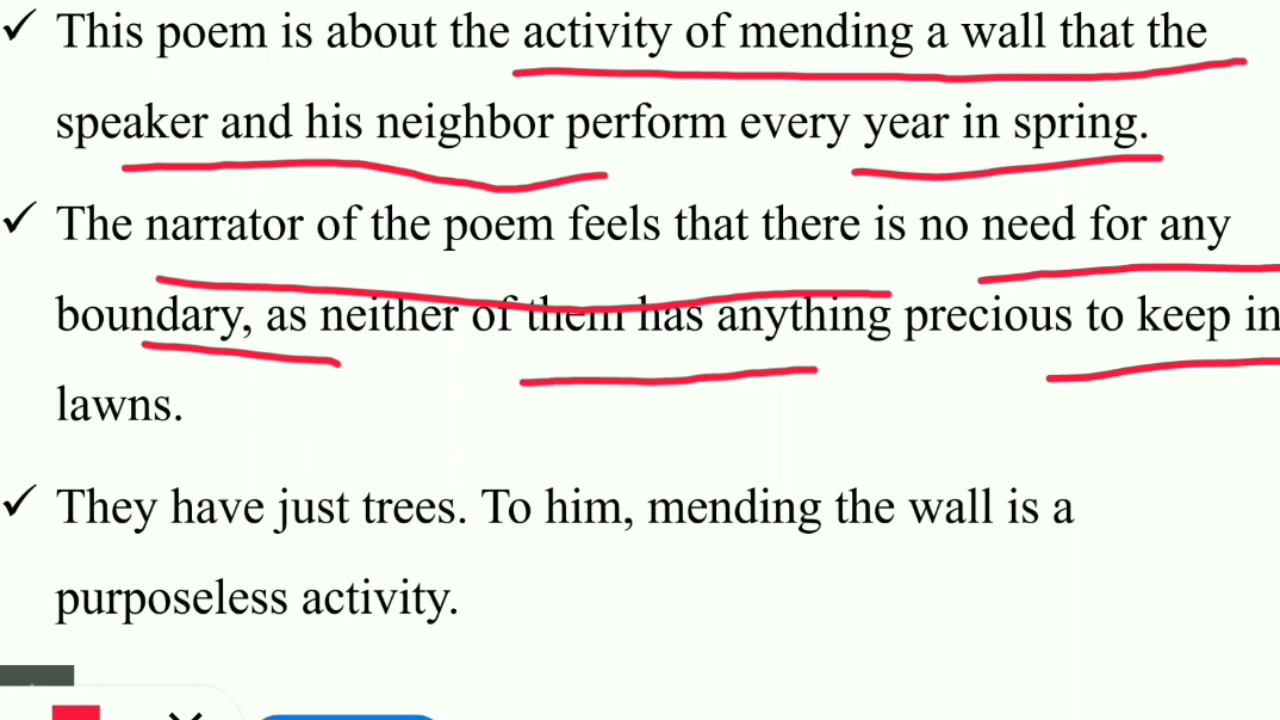 ✓ This poem is about the activity of mending a wall that the
speaker and his neighbor perform every year in spring.
✓ The narrator of the poem feels that there is no need for any
boundary, as neither of them has anything precious to keep in
lawns.
✓ They have just trees. To him, mending the wall is a
purposeless activity.